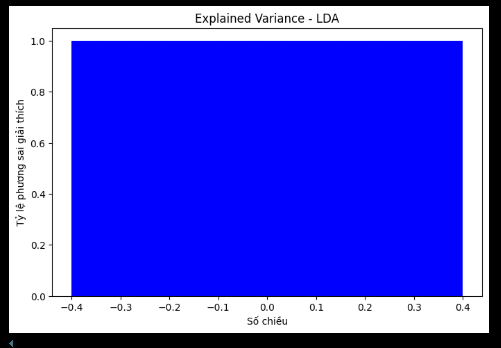 Explained Variance - LDA
Tỷ lệ phương sai giải thích
1.0
0.8
0.6
0.4
0.2
0.0
−0.4 −0.3 −0.2 −0.1 0.0 0.1 0.2 0.3 0.4
Số chiều